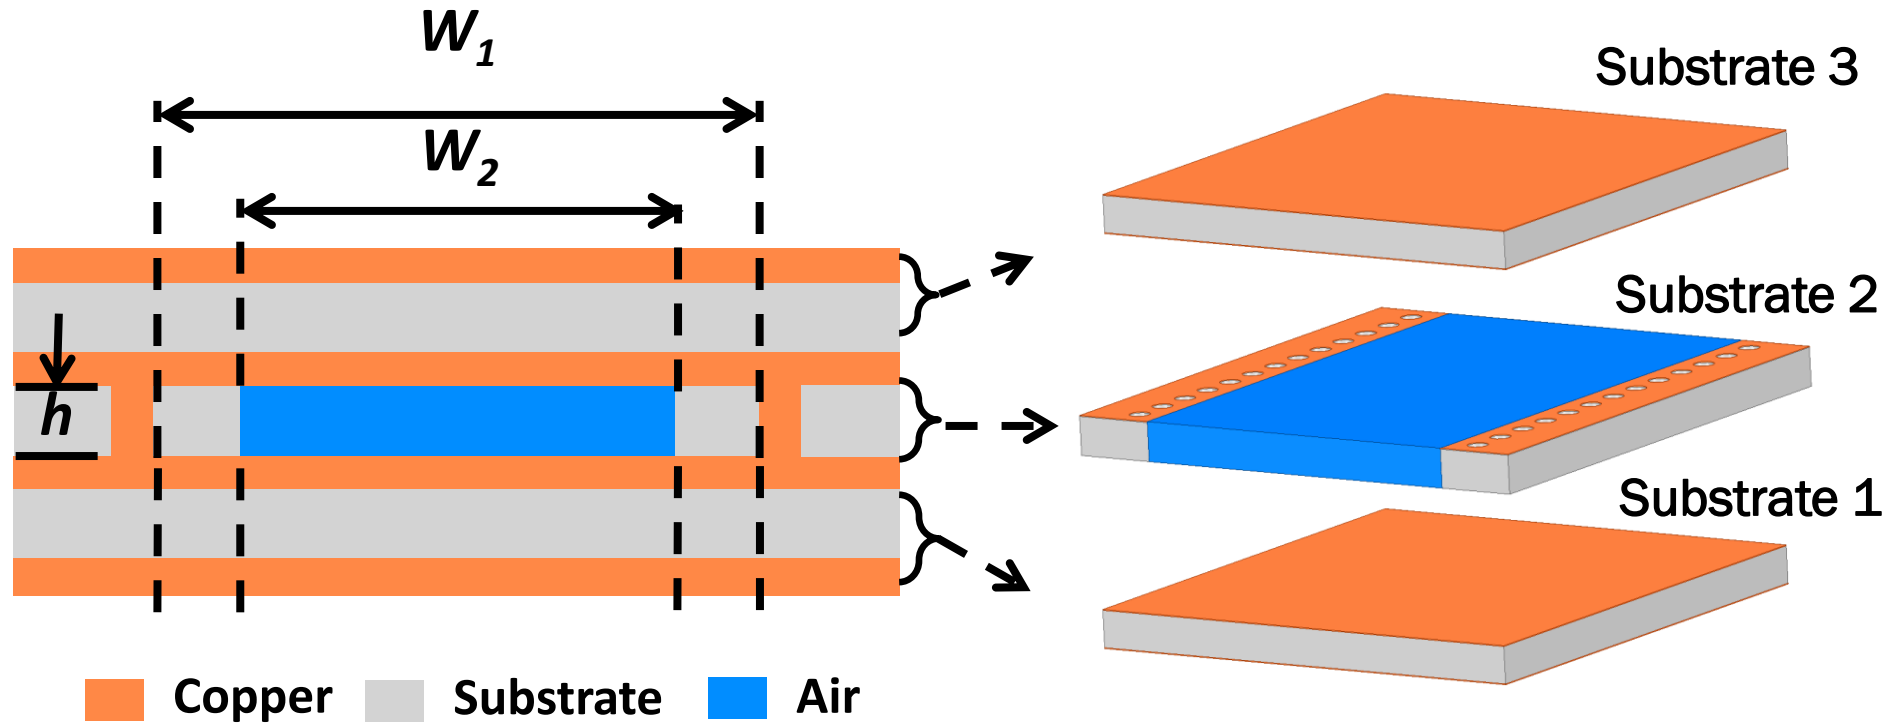 W1
W2
h
Substrate 3
Substrate 2
Substrate 1
Copper Substrate Air